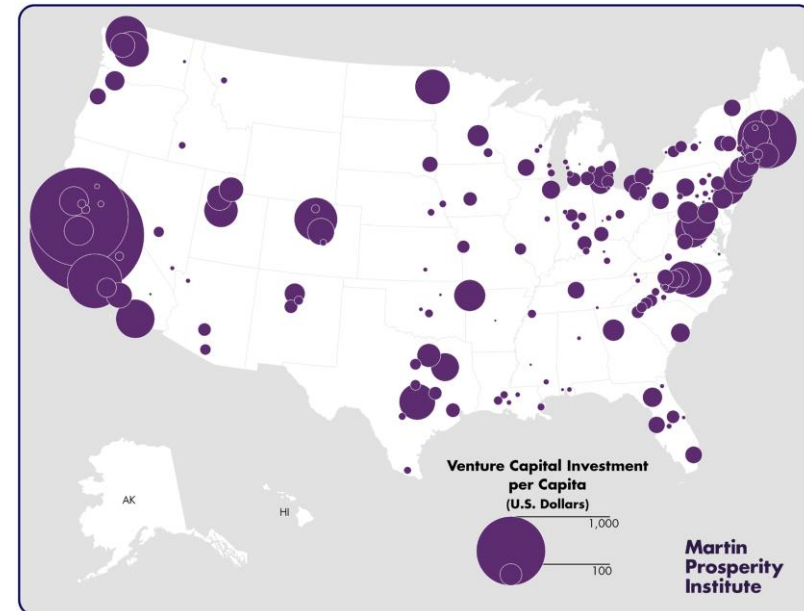 AK
HI
Venture Capital Investment
per Capita
(U.S. Dollars)
1,000
100
Martin
Prosperity
Institute